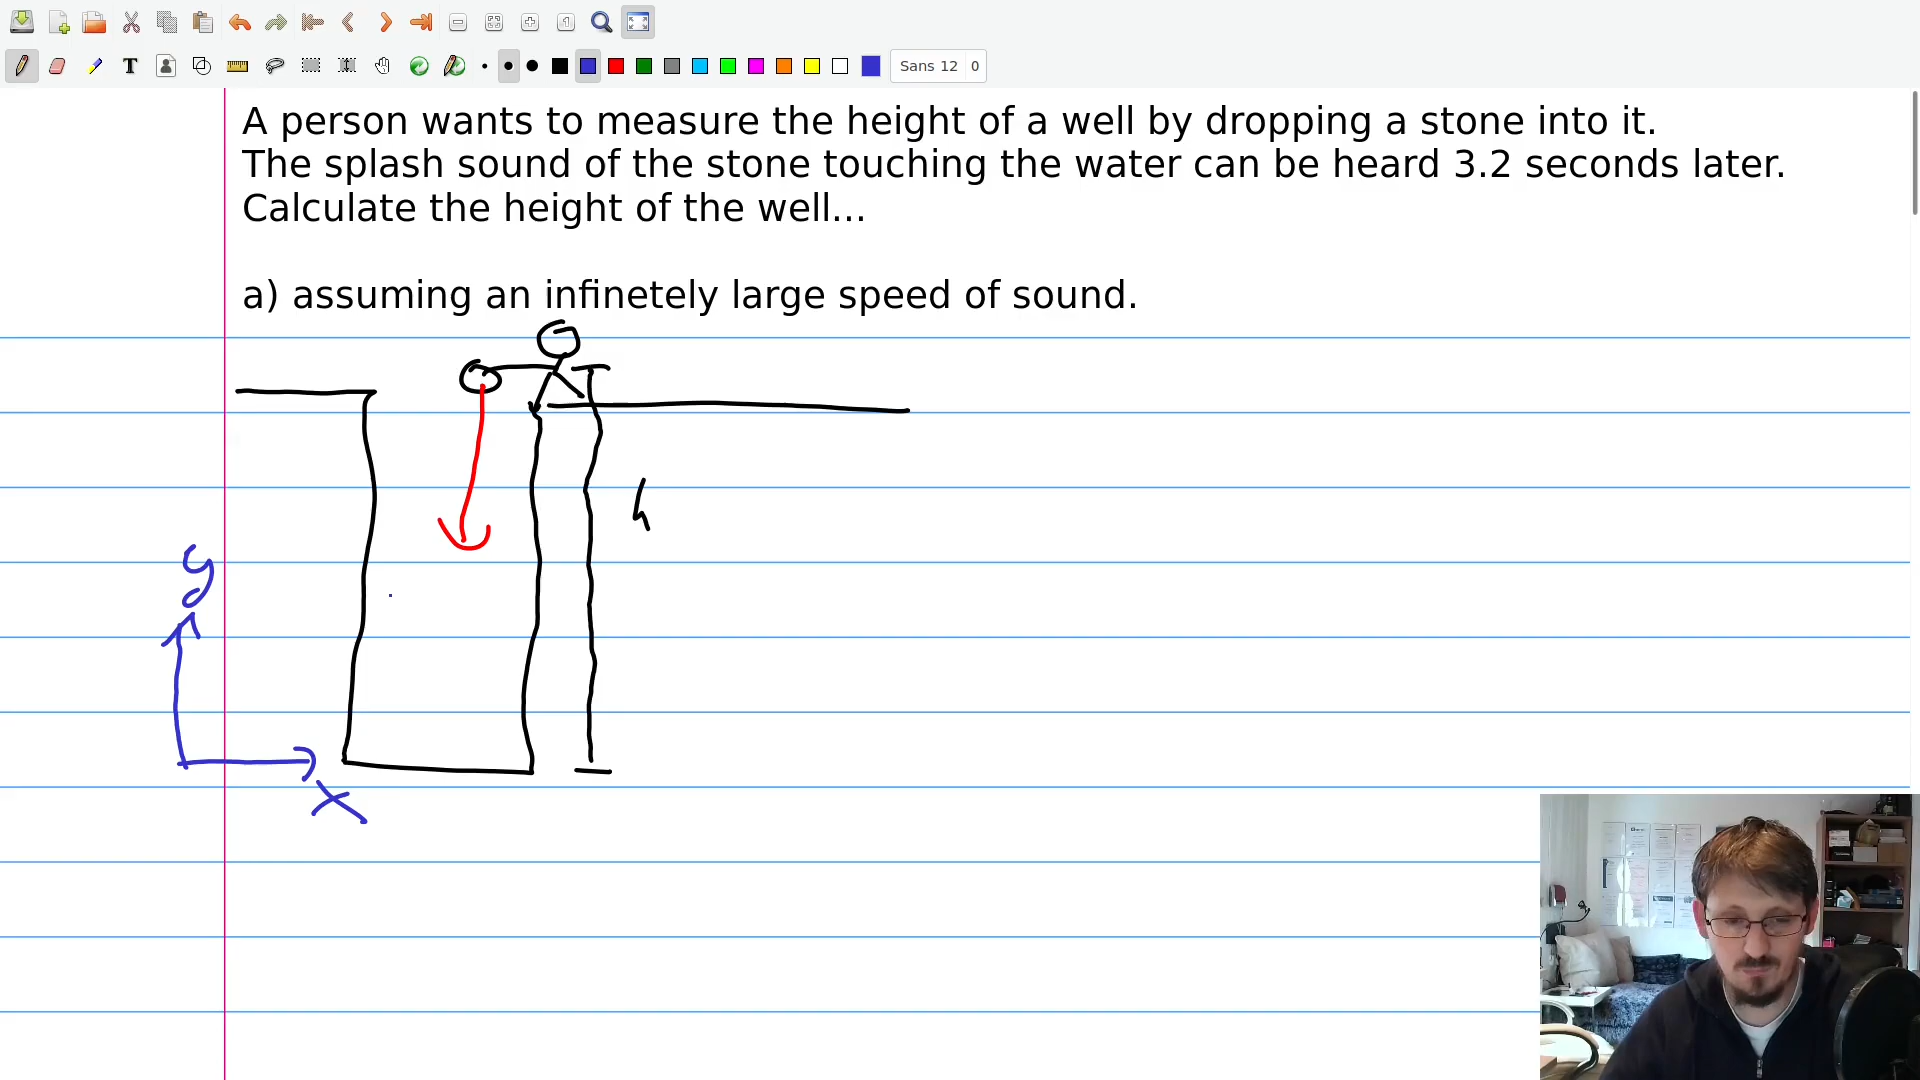 Sans 12 0
A person wants to measure the height of a well by dropping a stone into it.
The splash sound of the stone touching the water can be heard 3.2 seconds later.
Calculate the height of the well...
a) assuming an infinetely large speed of sound.
h
y
x